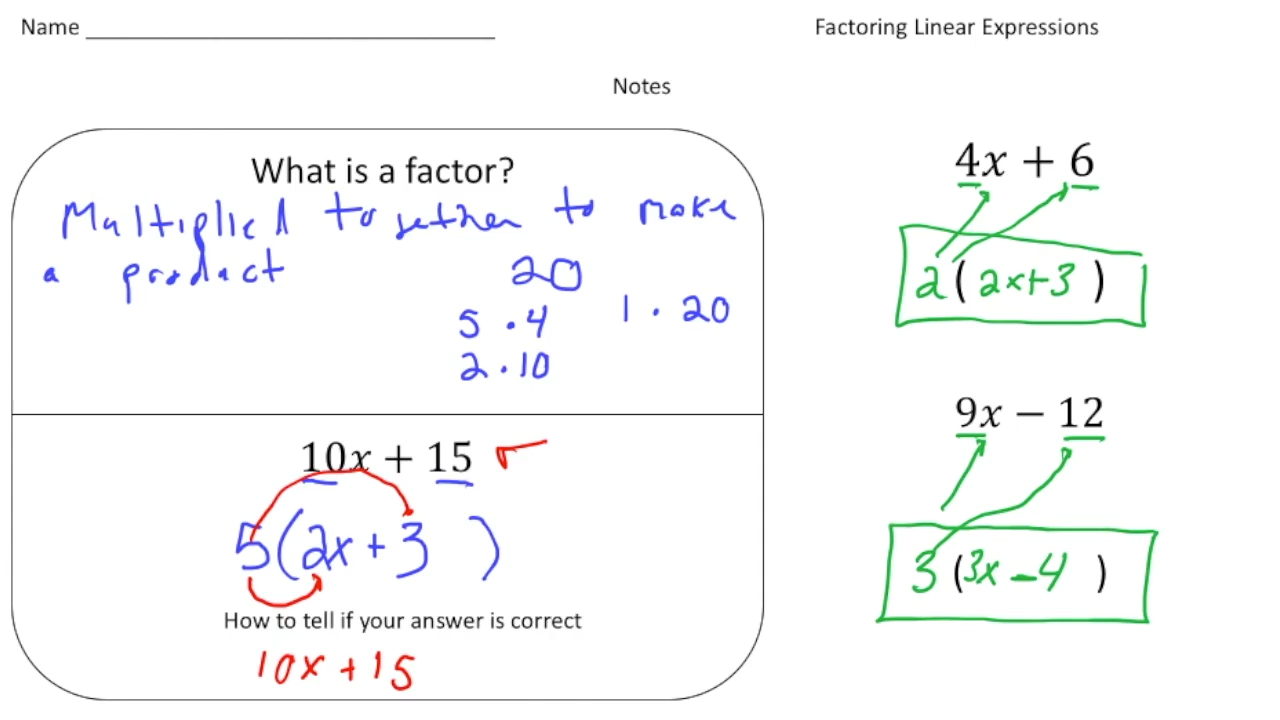 Name ____________________
Factoring Linear Expressions
Notes
What is a factor?
Multiplied together to make
a product
20
5 · 4
1 · 20
2 · 10
10x + 15 ✓
5(2x + 3 )
How to tell if your answer is correct
10x + 15
4x + 6
2(2x+3 )
9x − 12
3(3x − 4 )